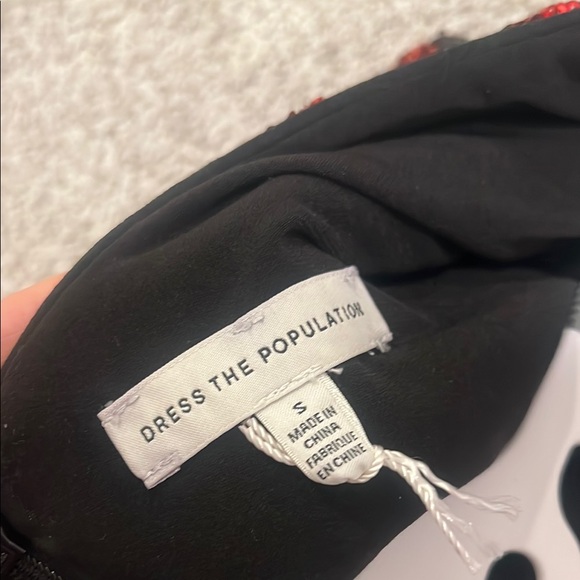 DRESS THE POPULATION
S
MADE IN
CHINA
FABRIQUE
EN CHINE